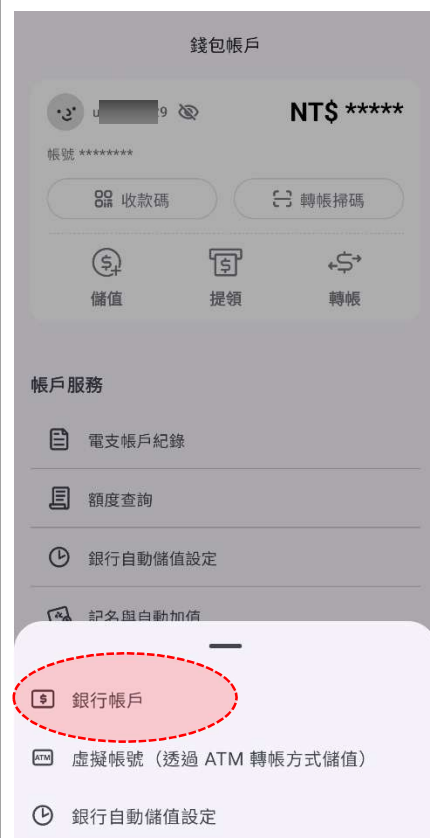 錢包帳戶
u 9 NT$ *****
帳號 ********
收款碼 轉帳掃碼
儲值 提領 轉帳
帳戶服務
電支帳戶紀錄
額度查詢
銀行自動儲值設定
記名與自動加值
銀行帳戶
ATM 虛擬帳號（透過 ATM 轉帳方式儲值）
銀行自動儲值設定